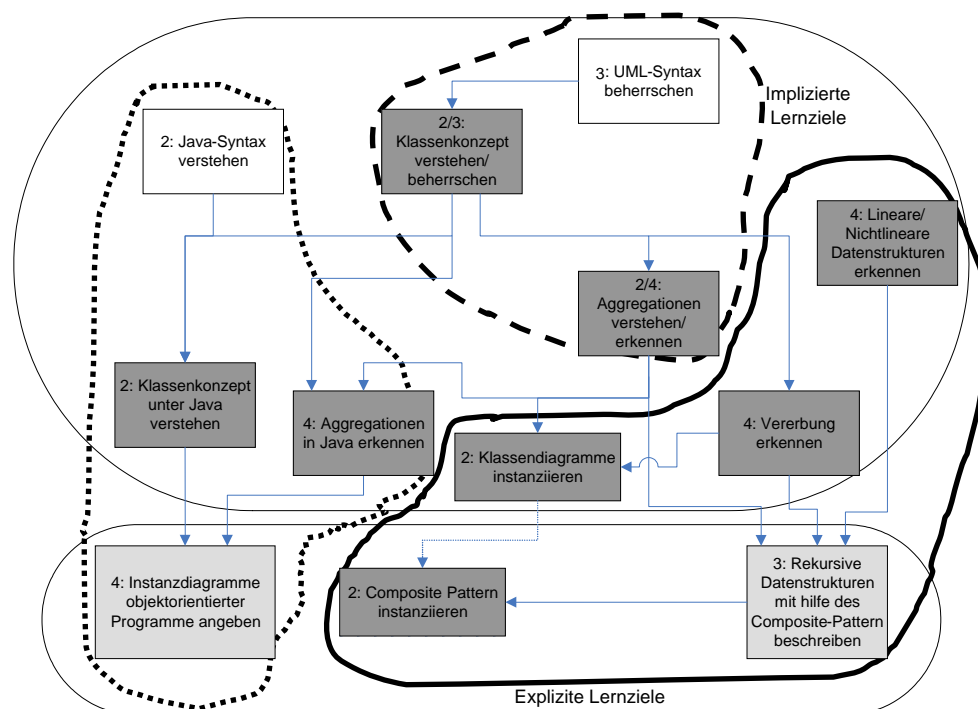 3: UML-Syntax
beherrschen
Implizierte
Lernziele
2: Java-Syntax
verstehen
2/3:
Klassenkonzept
verstehen/
beherrschen
4: Lineare/
Nichtlineare
Datenstrukturen
erkennen
2/4:
Aggregationen
verstehen/
erkennen
2: Klassenkonzept
unter Java
verstehen
4: Aggregationen
in Java erkennen
2: Klassendiagramme
instanziieren
4: Vererbung
erkennen
4: Instanzdiagramme
objektorientierter
Programme angeben
2: Composite Pattern
instanziieren
3: Rekursive
Datenstrukturen
mit hilfe des
Composite-Pattern
beschreiben
Explizite Lernziele